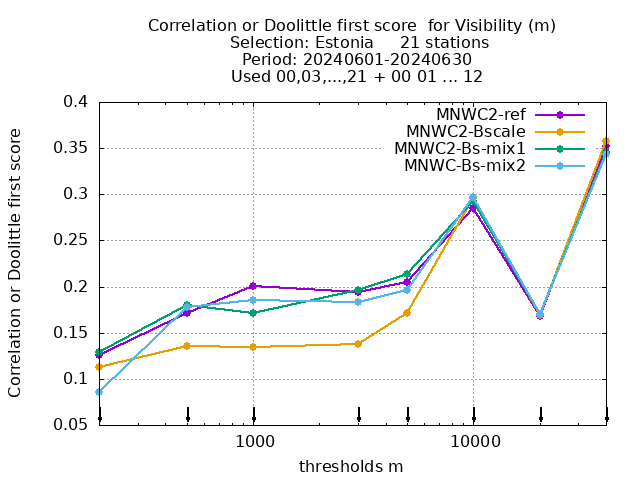 Correlation or Doolittle first score  for Visibility (m)
Selection: Estonia     21 stations
Period: 20240601-20240630
Used 00,03,...,21 + 00 01 ... 12
Correlation or Doolittle first score
0.4
0.35
0.3
0.25
0.2
0.15
0.1
0.05
MNWC2-ref
MNWC2-Bscale
MNWC2-Bs-mix1
MNWC-Bs-mix2
1000
10000
thresholds m